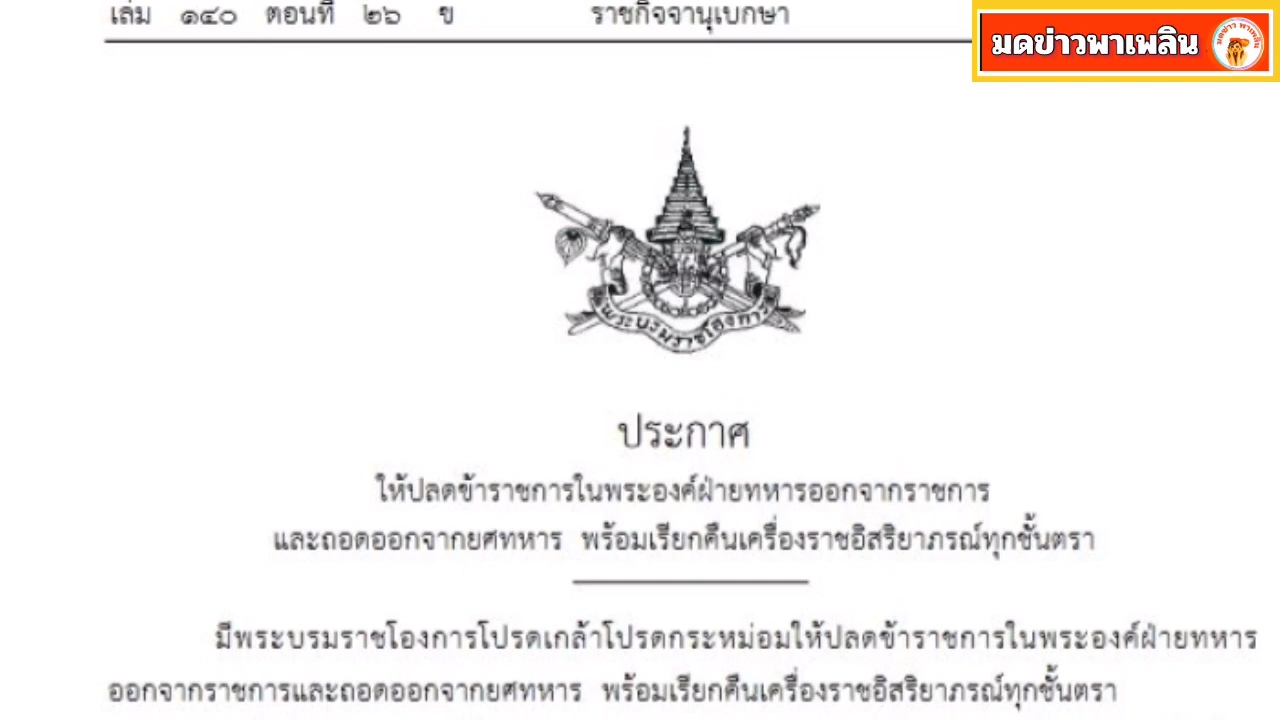 เล่ม ๑๔๐ ตอนที่ ๒๖ ข ราชกิจจานุเบกษา
มดข่าวพาเพลิน
มดข่าว พาเพลิน
พระบรมราชโองการ
ประกาศ
ให้ปลดข้าราชการในพระองค์ฝ่ายทหารออกจากราชการ
และถอดออกจากยศทหาร พร้อมเรียกคืนเครื่องราชอิสริยาภรณ์ทุกชั้นตรา
มีพระบรมราชโองการโปรดเกล้าโปรดกระหม่อมให้ปลดข้าราชการในพระองค์ฝ่ายทหาร
ออกจากราชการและถอดออกจากยศทหาร พร้อมเรียกคืนเครื่องราชอิสริยาภรณ์ทุกชั้นตรา